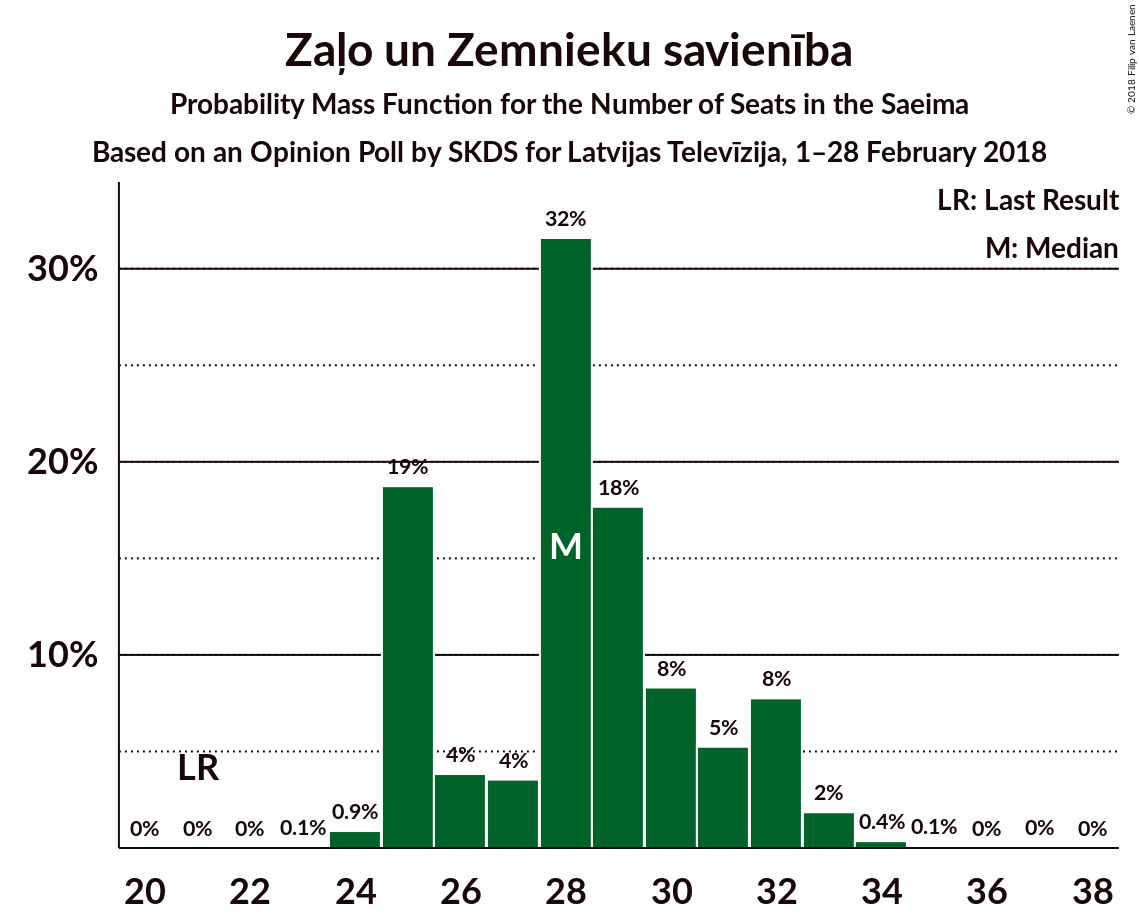 Zaļo un Zemnieku savienība
Probability Mass Function for the Number of Seats in the Saeima
Based on an Opinion Poll by SKDS for Latvijas Televīzija, 1–28 February 2018
© 2018 Filip van Laenen
LR: Last Result
M: Median
30%
20%
10%
0% 0% 0% 0.1% 0.9% 19% 4% 4% 32% 18% 8% 5% 8% 2% 0.4% 0.1% 0% 0% 0%
LR
M
20 22 24 26 28 30 32 34 36 38